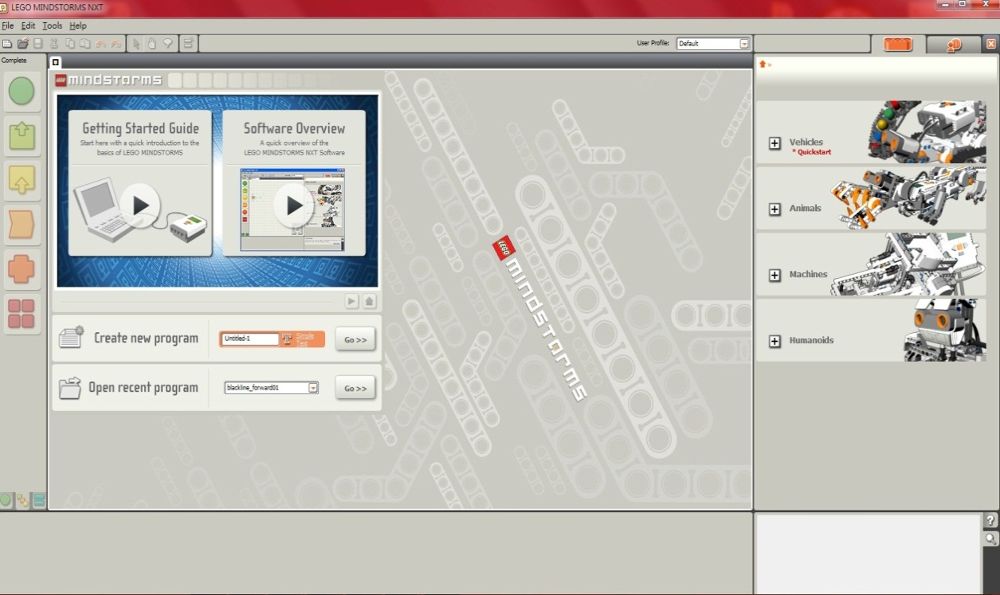 LEGO MINDSTORMS NXT
File Edit Tools Help
User Profile: Default
Complete
LEGO mindstorms
Getting Started Guide
Start here with a quick introduction to the
basics of LEGO MINDSTORMS
Software Overview
A quick overview of the
LEGO MINDSTORMS NXT Software
Create new program
Untitled-1
T
Go >>
Open recent program
blackline_forward01
Go >>
LEGO
mindstorms
»
Vehicles
* Quickstart
Animals
Machines
Humanoids
?